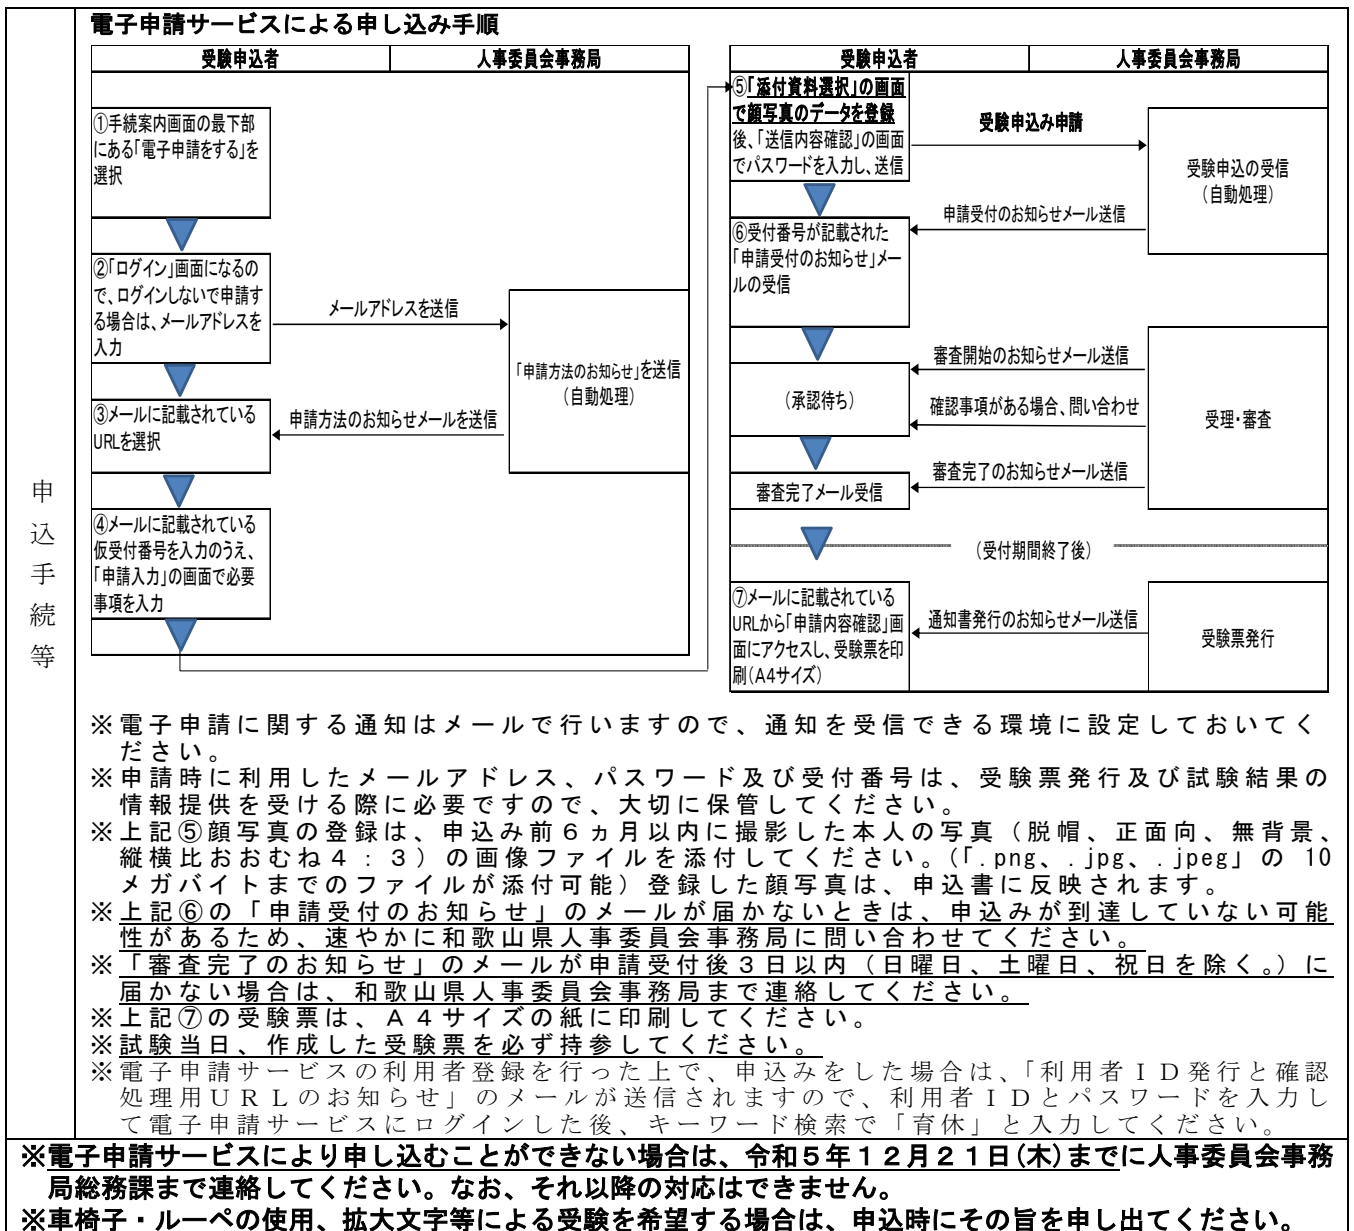 申込手続等
電子申請サービスによる申し込み手順
受験申込者
人事委員会事務局
①手続案内画面の最下部
にある「電子申請をする」を
選択
②「ログイン」画面になるの
で、ログインしないで申請す
る場合は、メールアドレスを
入力
メールアドレスを送信
「申請方法のお知らせ」を送信
(自動処理)
申請方法のお知らせメールを送信
③メールに記載されている
URLを選択
④メールに記載されている
仮受付番号を入力のうえ、
「申請入力」の画面で必要
事項を入力
受験申込者
人事委員会事務局
⑤「添付資料選択」の画面
で顔写真のデータを登録
後、「送信内容確認」の画面
でパスワードを入力し、送信
受験申込み申請
受験申込の受信
(自動処理)
申請受付のお知らせメール送信
⑥受付番号が記載された
「申請受付のお知らせ」メー
ルの受信
審査開始のお知らせメール送信
(承認待ち)
確認事項がある場合、問い合わせ
受理・審査
審査完了のお知らせメール送信
審査完了メール受信
(受付期間終了後)
⑦メールに記載されている
URLから「申請内容確認」画
面にアクセスし、受験票を印
刷(A4サイズ)
通知書発行のお知らせメール送信
受験票発行
※電子申請に関する通知はメールで行いますので、通知を受信できる環境に設定しておいてく
ださい。
※申請時に利用したメールアドレス、パスワード及び受付番号は、受験票発行及び試験結果の
情報提供を受ける際に必要ですので、大切に保管してください。
※上記⑤顔写真の登録は、申込み前6ヵ月以内に撮影した本人の写真(脱帽、正面向、無背景、
縦横比おおむね4:3)の画像ファイルを添付してください。(「.png、.jpg、.jpeg」の 10
メガバイトまでのファイルが添付可能)登録した顔写真は、申込書に反映されます。
※上記⑥の「申請受付のお知らせ」のメールが届かないときは、申込みが到達していない可能
性があるため、速やかに和歌山県人事委員会事務局に問い合わせてください。
※「審査完了のお知らせ」のメールが申請受付後3日以内(日曜日、土曜日、祝日を除く。)に
届かない場合は、和歌山県人事委員会事務局まで連絡してください。
※上記⑦の受験票は、A4サイズの紙に印刷してください。
※試験当日、作成した受験票を必ず持参してください。
※電子申請サービスの利用者登録を行った上で、申込みをした場合は、「利用者ID発行と確認
処理用URLのお知らせ」のメールが送信されますので、利用者IDとパスワードを入力し
て電子申請サービスにログインした後、キーワード検索で「育休」と入力してください。
※電子申請サービスにより申し込むことができない場合は、令和5年12月21日(木)までに人事委員会事務
局総務課まで連絡してください。なお、それ以降の対応はできません。
※車椅子・ルーペの使用、拡大文字等による受験を希望する場合は、申込時にその旨を申し出てください。